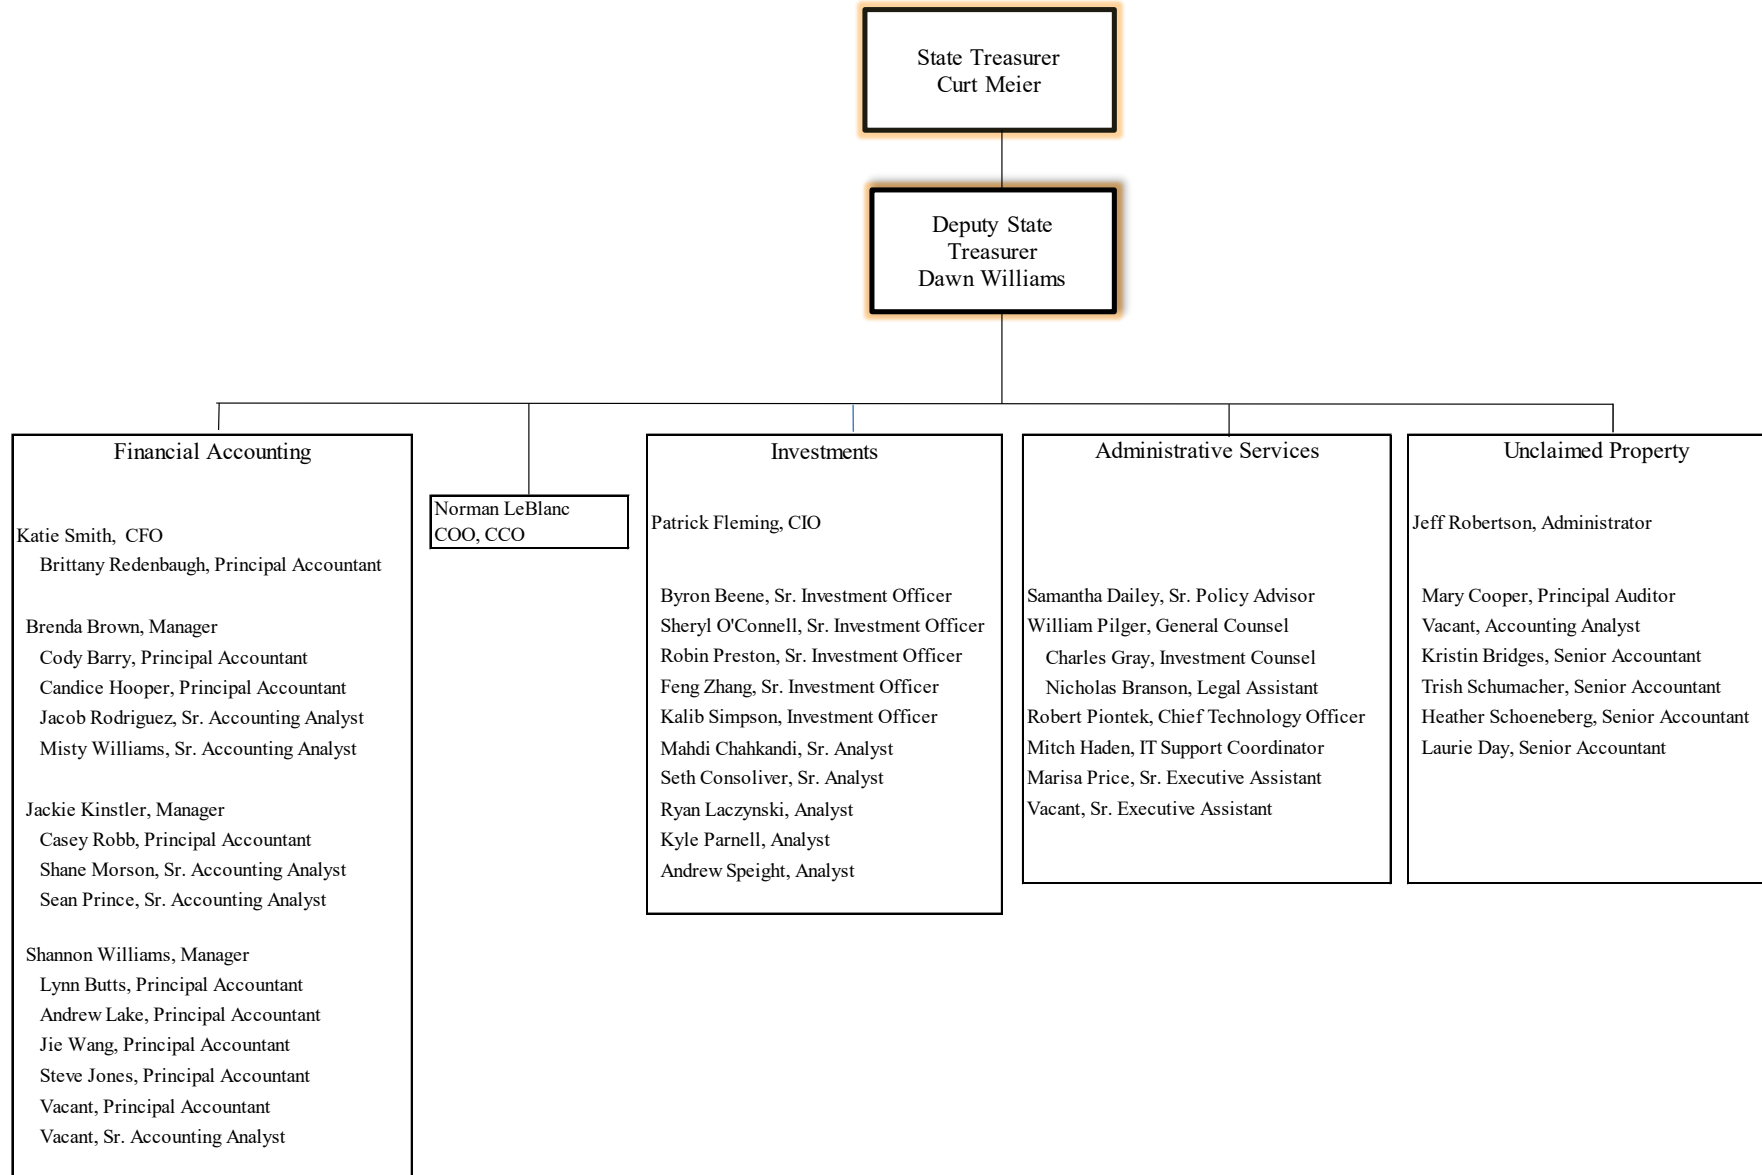 State Treasurer
Curt Meier
Deputy State
Treasurer
Dawn Williams
Financial Accounting
Katie Smith, CFO
Brittany Redenbaugh, Principal Accountant
Brenda Brown, Manager
Cody Barry, Principal Accountant
Candice Hooper, Principal Accountant
Jacob Rodriguez, Sr. Accounting Analyst
Misty Williams, Sr. Accounting Analyst
Jackie Kinstler, Manager
Casey Robb, Principal Accountant
Shane Morson, Sr. Accounting Analyst
Sean Prince, Sr. Accounting Analyst
Shannon Williams, Manager
Lynn Butts, Principal Accountant
Andrew Lake, Principal Accountant
Jie Wang, Principal Accountant
Steve Jones, Principal Accountant
Vacant, Principal Accountant
Vacant, Sr. Accounting Analyst
Norman LeBlanc
COO, CCO
Investments
Patrick Fleming, CIO
Byron Beene, Sr. Investment Officer
Sheryl O'Connell, Sr. Investment Officer
Robin Preston, Sr. Investment Officer
Feng Zhang, Sr. Investment Officer
Kalib Simpson, Investment Officer
Mahdi Chahkandi, Sr. Analyst
Seth Consoliver, Sr. Analyst
Ryan Laczynski, Analyst
Kyle Parnell, Analyst
Andrew Speight, Analyst
Administrative Services
Samantha Dailey, Sr. Policy Advisor
William Pilger, General Counsel
Charles Gray, Investment Counsel
Nicholas Branson, Legal Assistant
Robert Piontek, Chief Technology Officer
Mitch Haden, IT Support Coordinator
Marisa Price, Sr. Executive Assistant
Vacant, Sr. Executive Assistant
Unclaimed Property
Jeff Robertson, Administrator
Mary Cooper, Principal Auditor
Vacant, Accounting Analyst
Kristin Bridges, Senior Accountant
Trish Schumacher, Senior Accountant
Heather Schoeneberg, Senior Accountant
Laurie Day, Senior Accountant